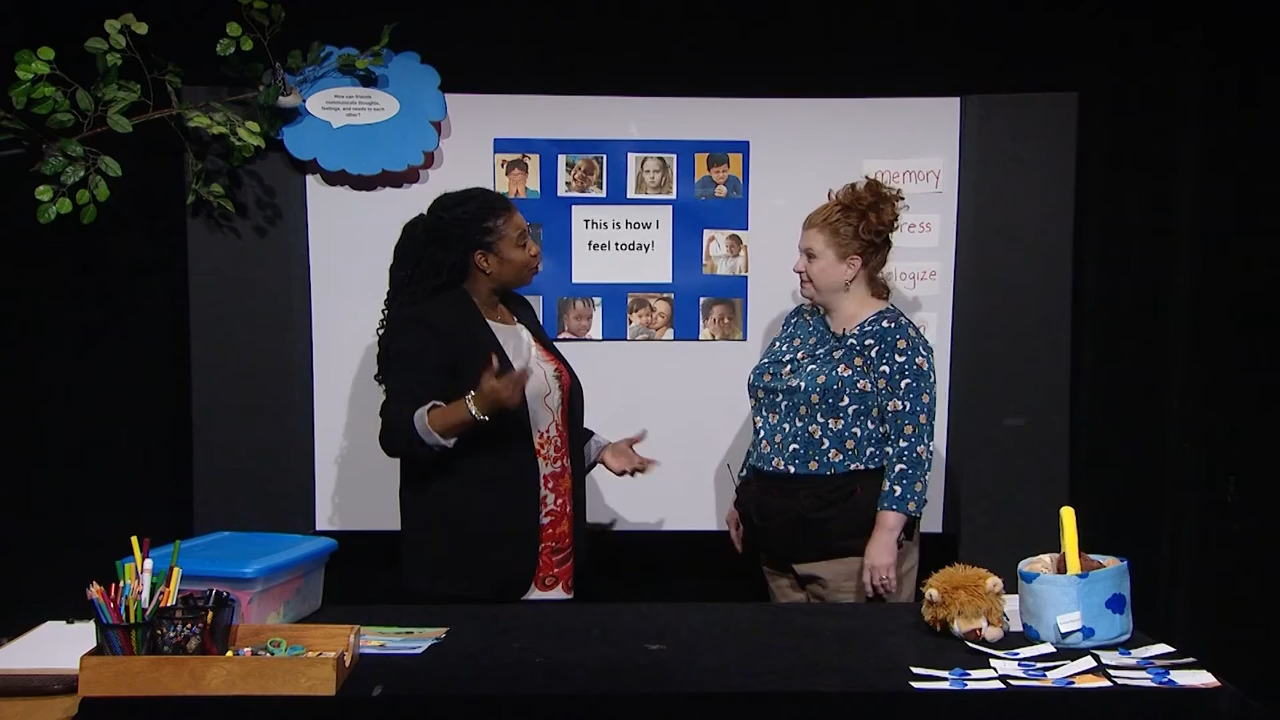 How can friends
communicate thoughts,
feelings, and needs to each
other?
This is how I
feel today!
memory
ress
ologize